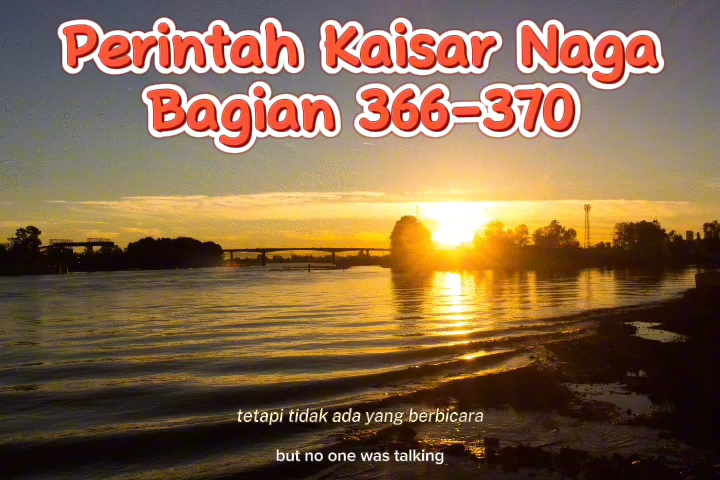 Perintah Kaisar Naga
Bagian 366-370
tetapi tidak ada yang berbicara
but no one was talking